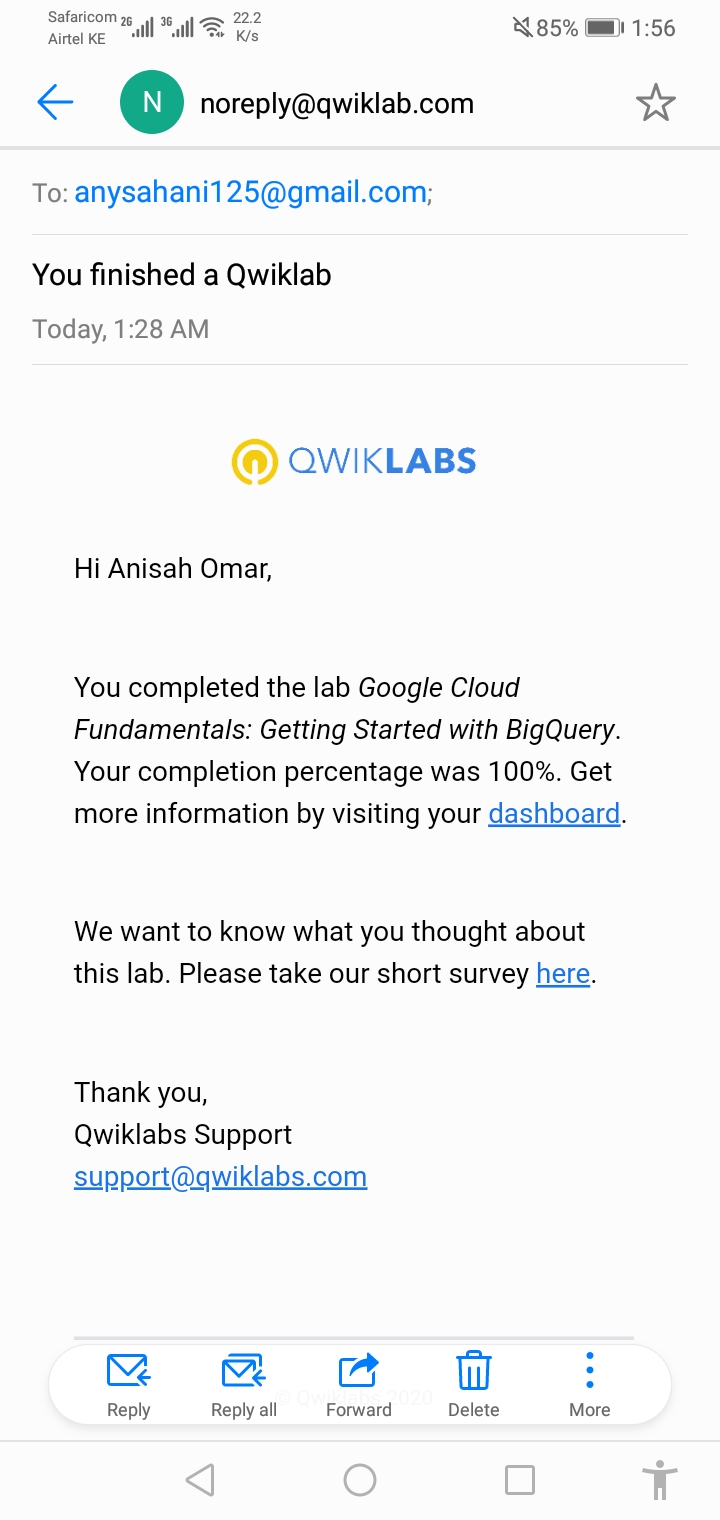 Safaricom 2G 3G 22.2 85% 1:56
Airtel KE K/s
N noreply@qwiklab.com
To: anysahani125@gmail.com;
You finished a Qwiklab
Today, 1:28 AM
QWIKLABS
Hi Anisah Omar,
You completed the lab Google Cloud
Fundamentals: Getting Started with BigQuery.
Your completion percentage was 100%. Get
more information by visiting your dashboard.
We want to know what you thought about
this lab. Please take our short survey here.
Thank you,
Qwiklabs Support
support@qwiklabs.com
© Qwiklabs 2020
Reply Reply all Forward Delete More